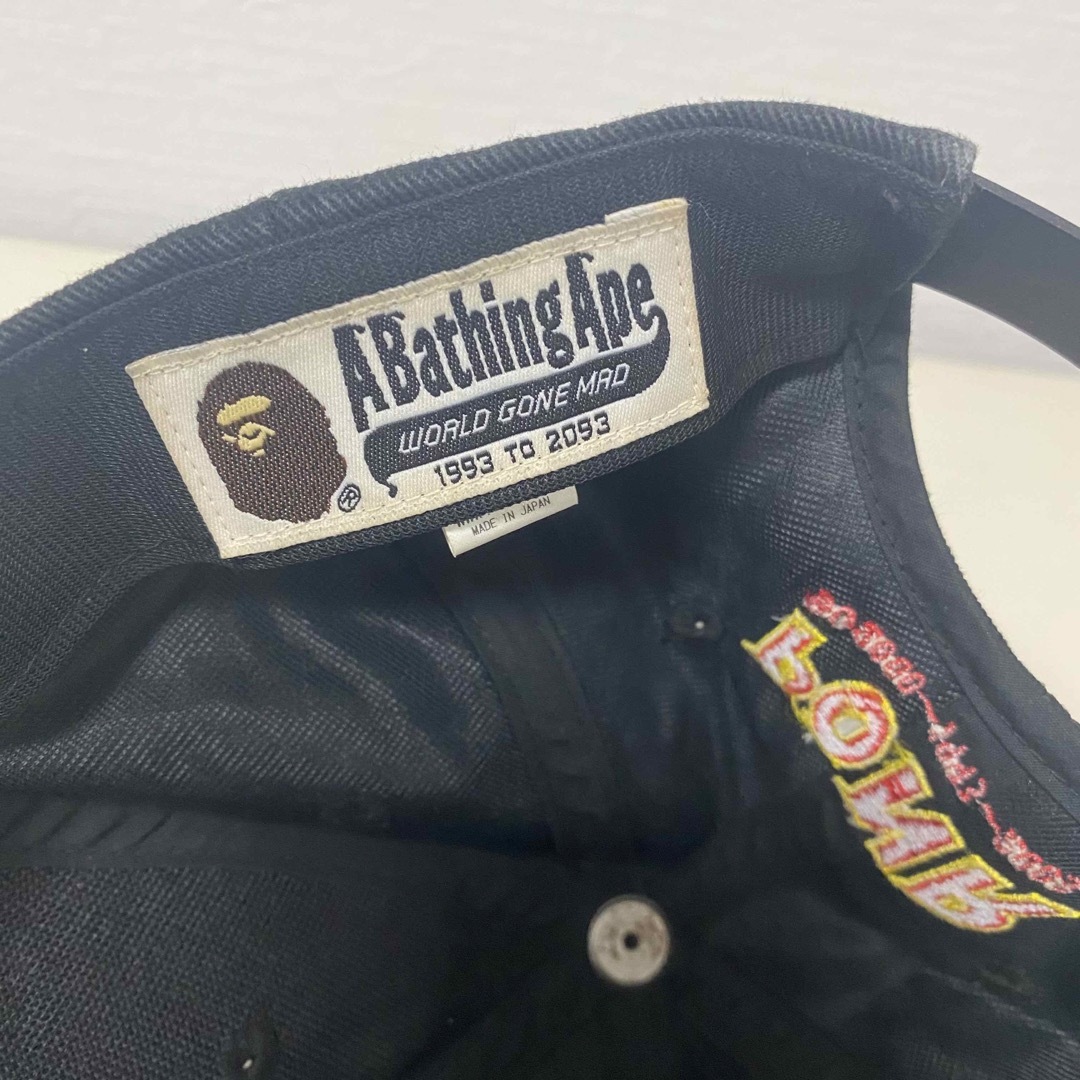 A Bathing Ape
WORLD GONE MAD
1993 TO 2093
®
MADE IN JAPAN